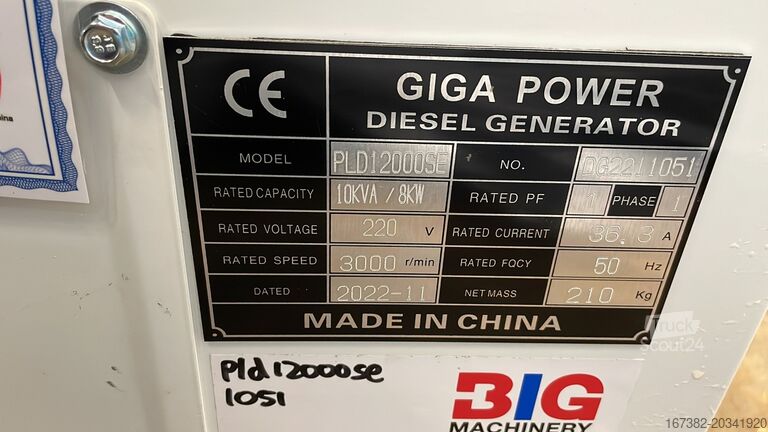 CE
GIGA POWER
DIESEL GENERATOR
MODEL PLD12000SE NO. DG2211051
RATED CAPACITY 10KVA / 8KW RATED PF 1 PHASE 1
RATED VOLTAGE 220 V RATED CURRENT 36.3 A
RATED SPEED 3000 r/min RATED FQCY 50 Hz
DATED 2022-11 NET MASS 210 Kg
MADE IN CHINA
Pld12000se
1051
BIG
MACHINERY
Truck
Scout24
167382-20341920